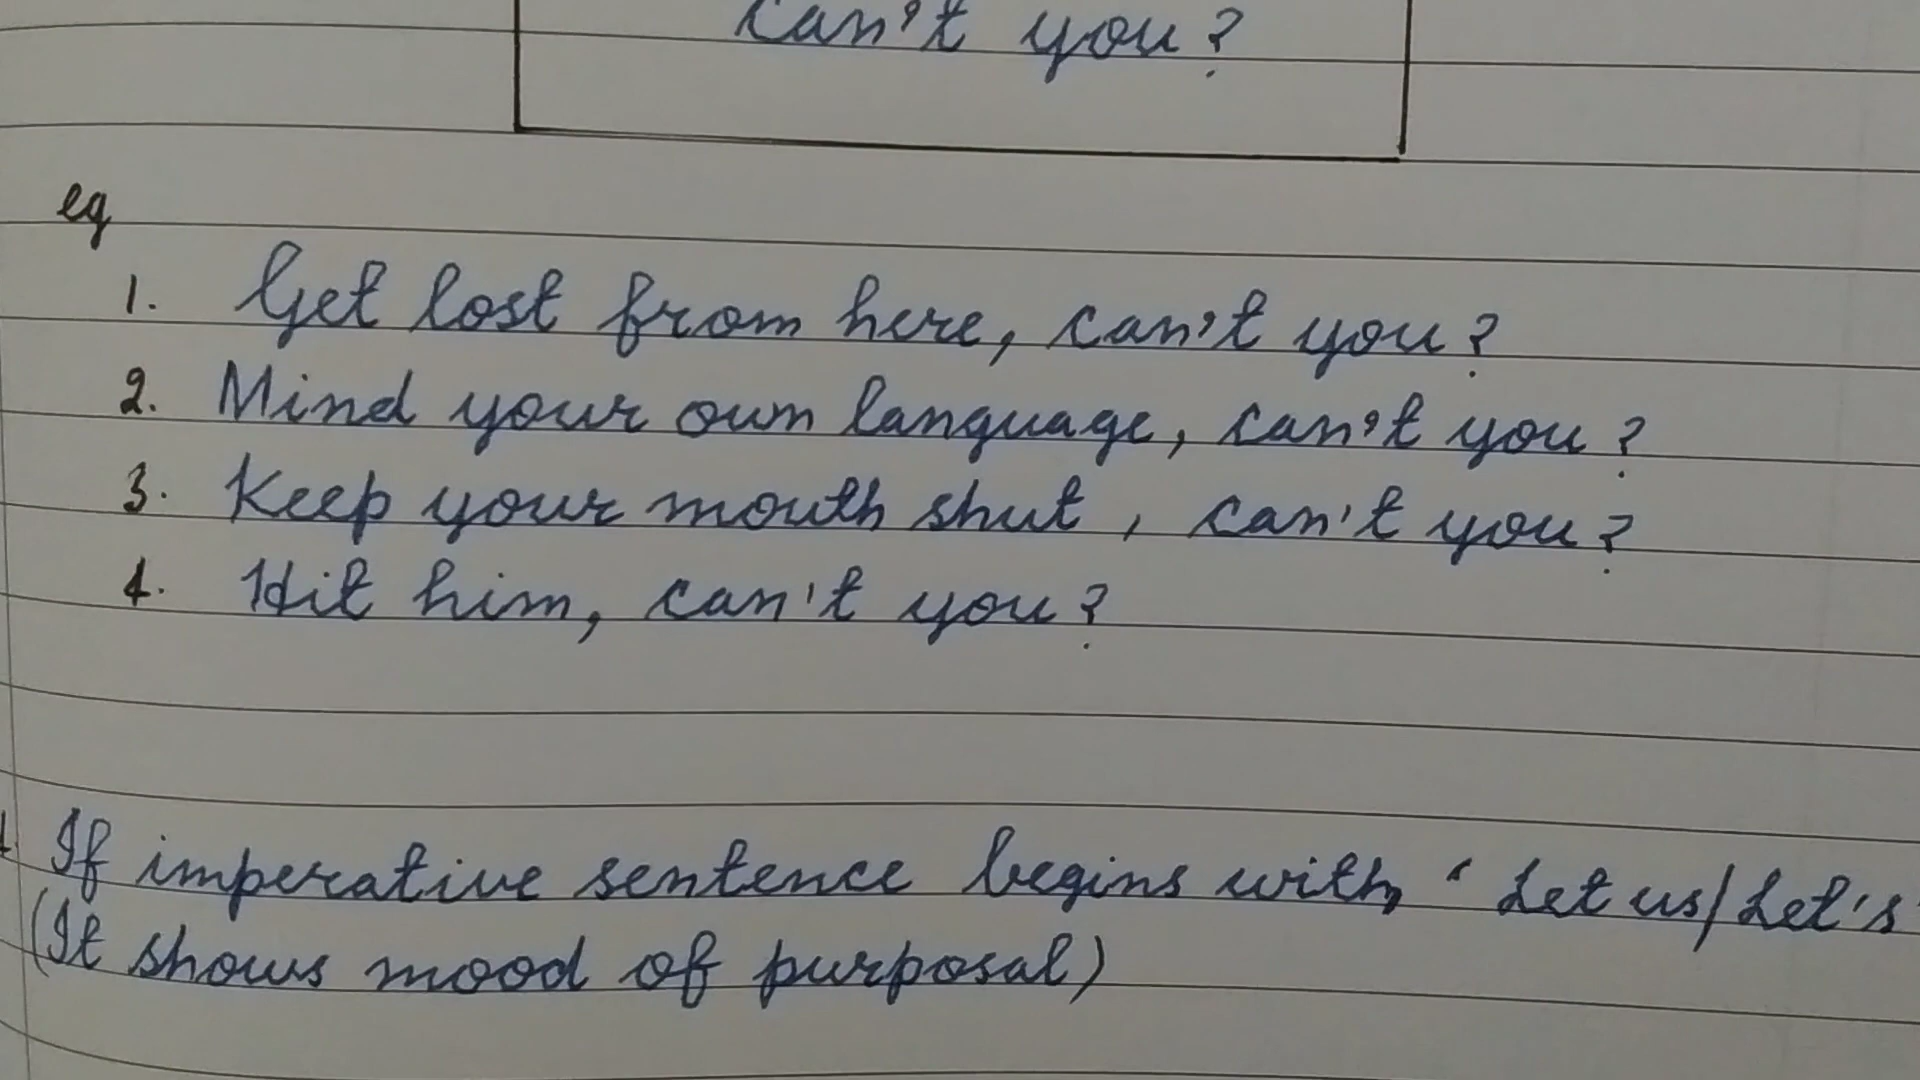 can't you?
eg
1. Get lost from here, can't you?
2. Mind your own language, can't you?
3. Keep your mouth shut, can't you?
4. Hit him, can't you?
If imperative sentence begins with, "Let us/Let's
(It shows mood of purposal)